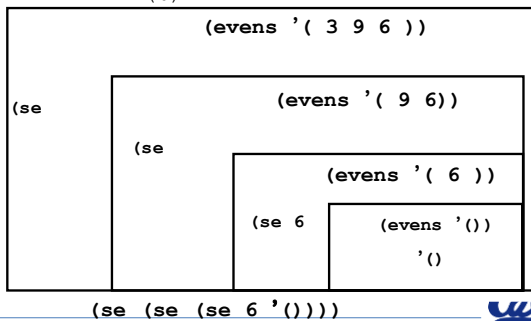 (evens '( 3 9 6 ))
(se
(evens '( 9 6))
(se
(evens '( 6 ))
(se 6
(evens '())
'()
(se (se (se 6 '())))